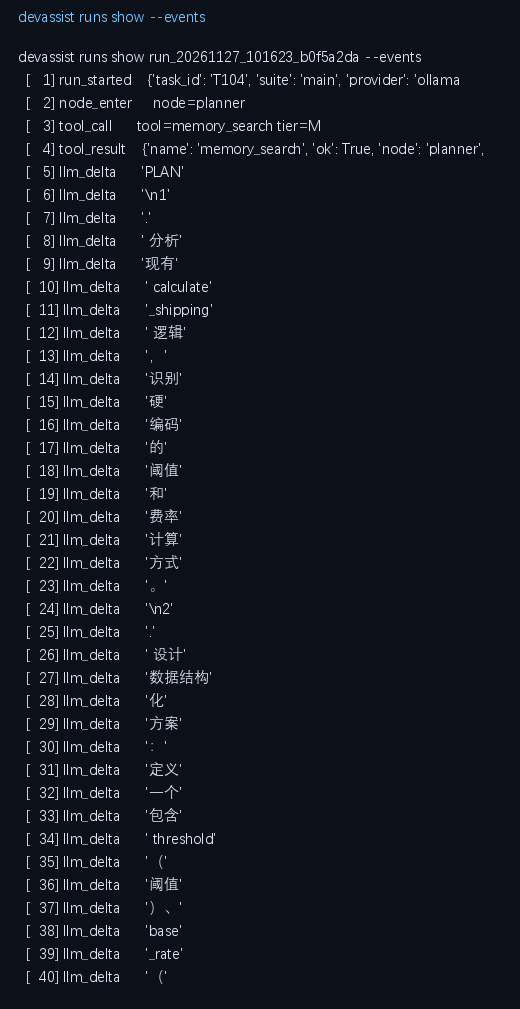 devassist runs show --events
devassist runs show run_20261127_101623_b0f5a2da --events
[ 1] run_started {'task_id': 'T104', 'suite': 'main', 'provider': 'ollama
[ 2] node_enter node=planner
[ 3] tool_call tool=memory_search tier=M
[ 4] tool_result {'name': 'memory_search', 'ok': True, 'node': 'planner',
[ 5] llm_delta 'PLAN'
[ 6] llm_delta '\n1'
[ 7] llm_delta '.'
[ 8] llm_delta ' 分析'
[ 9] llm_delta '现有'
[ 10] llm_delta ' calculate'
[ 11] llm_delta '_shipping'
[ 12] llm_delta ' 逻辑'
[ 13] llm_delta '，'
[ 14] llm_delta '识别'
[ 15] llm_delta '硬'
[ 16] llm_delta '编码'
[ 17] llm_delta '的'
[ 18] llm_delta '阈值'
[ 19] llm_delta '和'
[ 20] llm_delta '费率'
[ 21] llm_delta '计算'
[ 22] llm_delta '方式'
[ 23] llm_delta '。'
[ 24] llm_delta '\n2'
[ 25] llm_delta '.'
[ 26] llm_delta ' 设计'
[ 27] llm_delta '数据结构'
[ 28] llm_delta '化'
[ 29] llm_delta '方案'
[ 30] llm_delta '：'
[ 31] llm_delta '定义'
[ 32] llm_delta '一个'
[ 33] llm_delta '包含'
[ 34] llm_delta ' threshold'
[ 35] llm_delta '（'
[ 36] llm_delta '阈值'
[ 37] llm_delta '）、'
[ 38] llm_delta 'base'
[ 39] llm_delta '_rate'
[ 40] llm_delta '（'